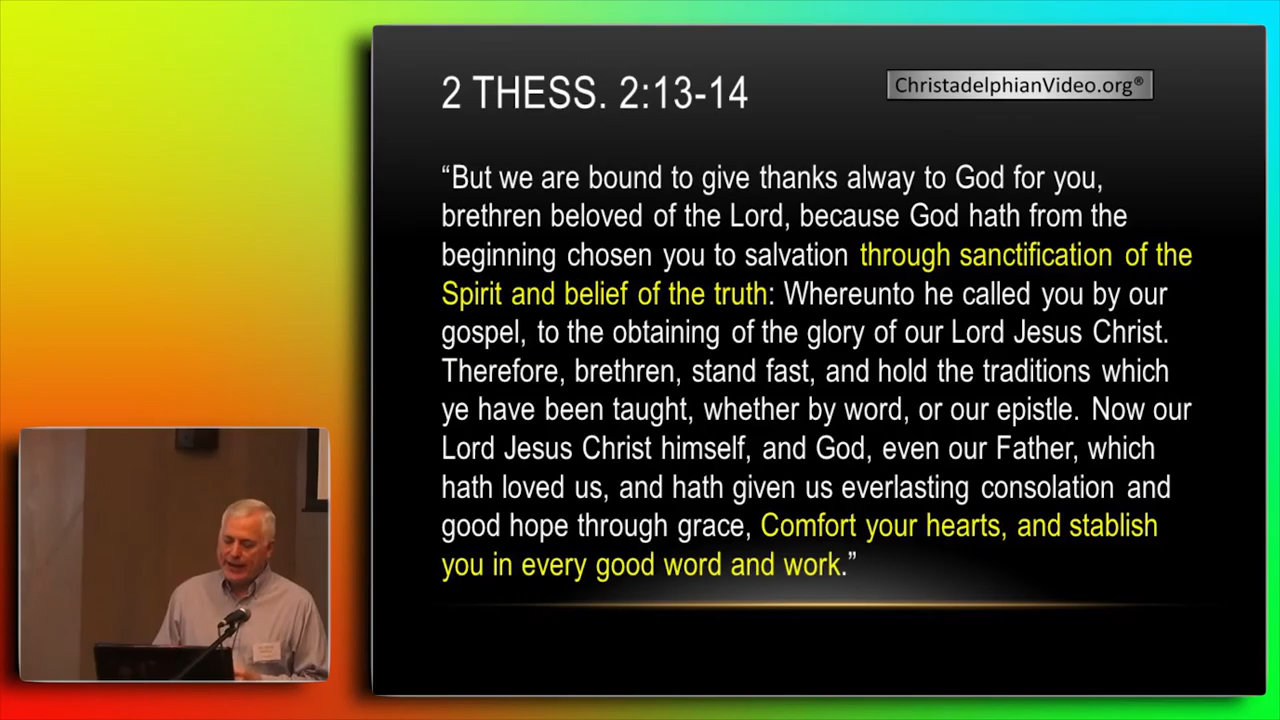 2 THESS. 2:13-14
ChristadelphianVideo.org®
“But we are bound to give thanks alway to God for you,
brethren beloved of the Lord, because God hath from the
beginning chosen you to salvation through sanctification of the
Spirit and belief of the truth: Whereunto he called you by our
gospel, to the obtaining of the glory of our Lord Jesus Christ.
Therefore, brethren, stand fast, and hold the traditions which
ye have been taught, whether by word, or our epistle. Now our
Lord Jesus Christ himself, and God, even our Father, which
hath loved us, and hath given us everlasting consolation and
good hope through grace, Comfort your hearts, and stablish
you in every good word and work.”